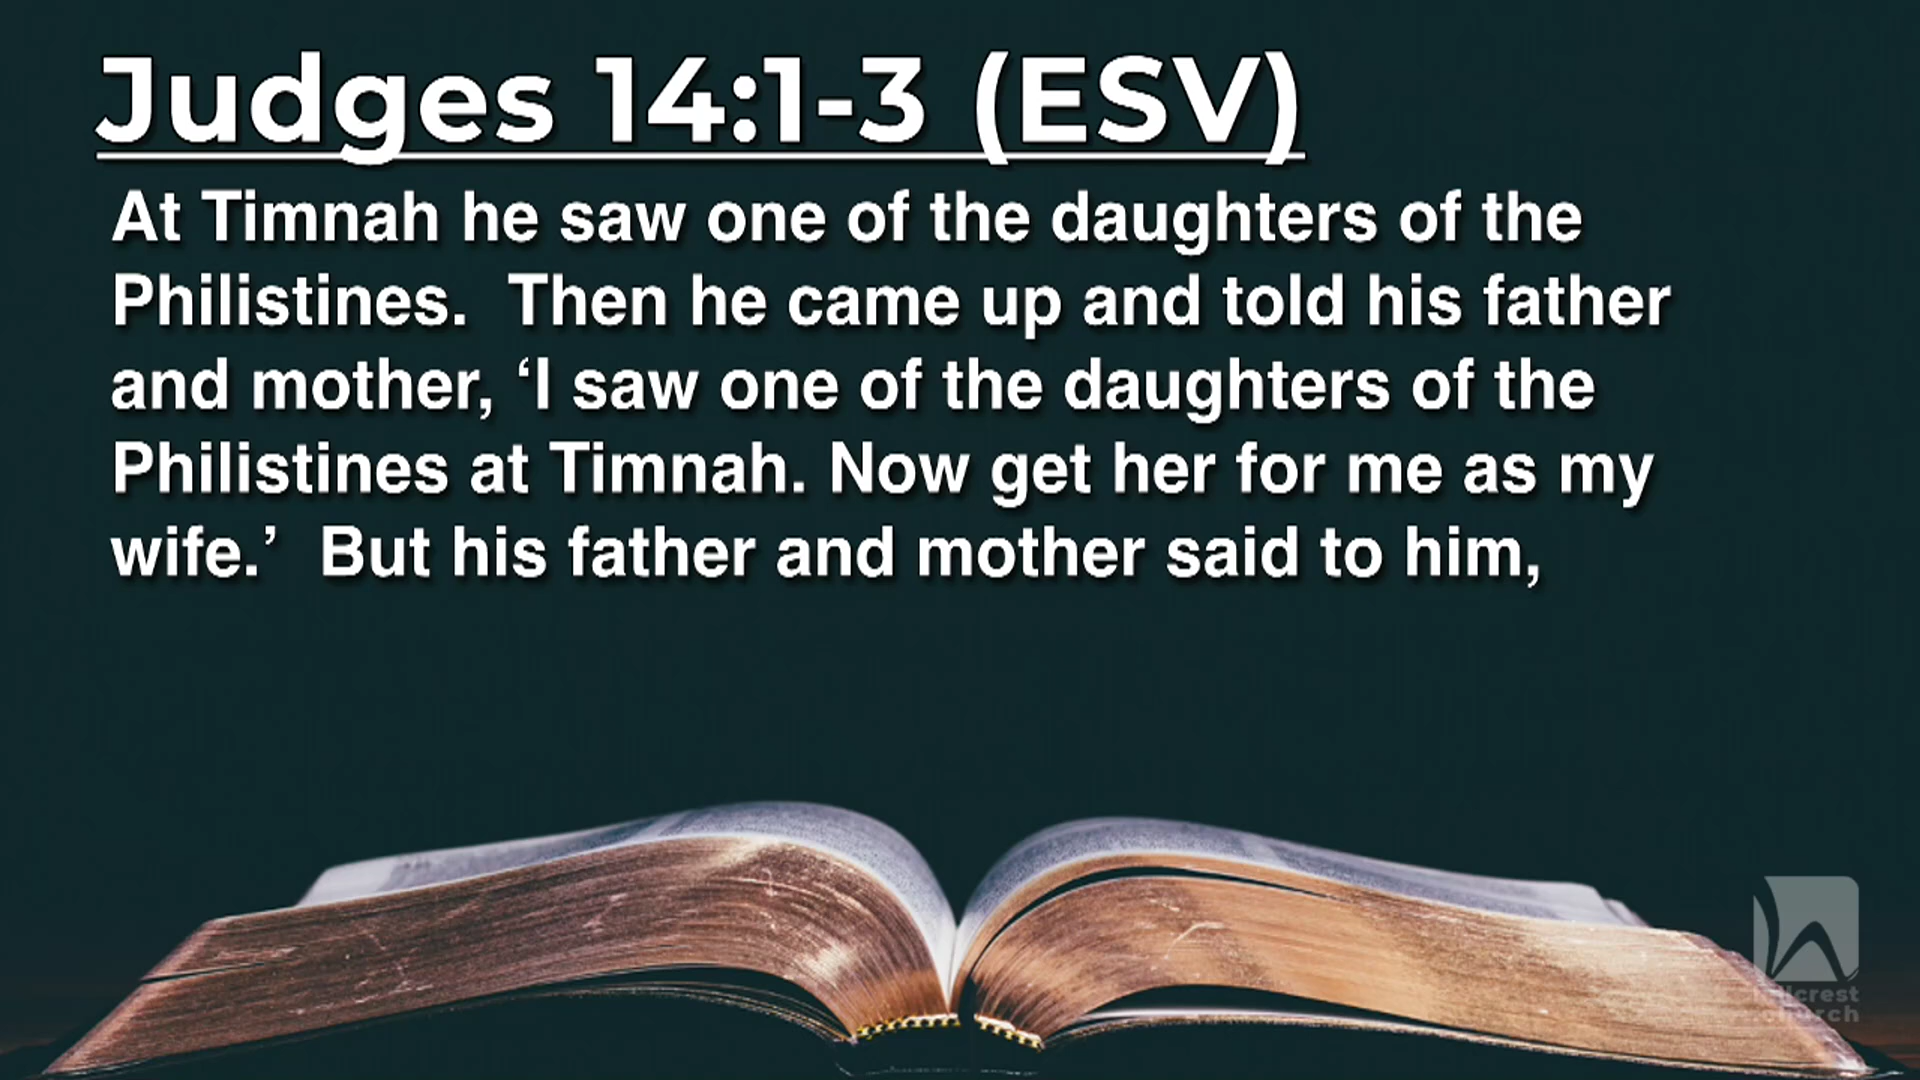 Judges 14:1-3 (ESV)
At Timnah he saw one of the daughters of the
Philistines.  Then he came up and told his father
and mother, ‘I saw one of the daughters of the
Philistines at Timnah. Now get her for me as my
wife.’  But his father and mother said to him,
hillcrest
church